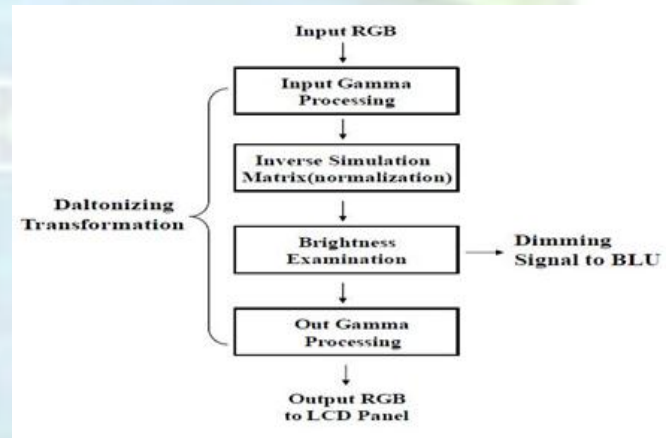 Input RGB
Input Gamma
Processing
Inverse Simulation
Matrix(normalization)
Daltonizing
Transformation
Brightness
Examination
Dimming
Signal to BLU
Out Gamma
Processing
Output RGB
to LCD Panel